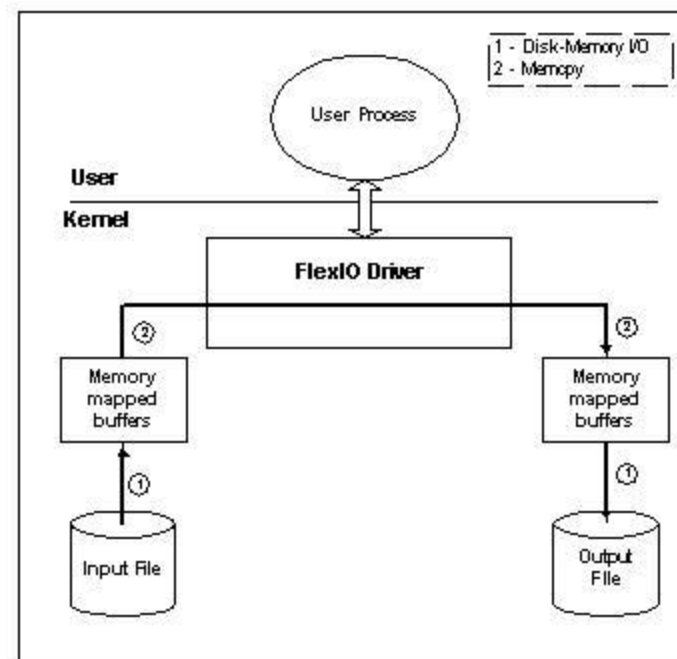 1 - Disk-Memory I/O
2 - Memcpy
User Process
User
Kernel
FlexIO Driver
2
2
Memory
mapped
buffers
Memory
mapped
buffers
1
1
Input File
Output
File